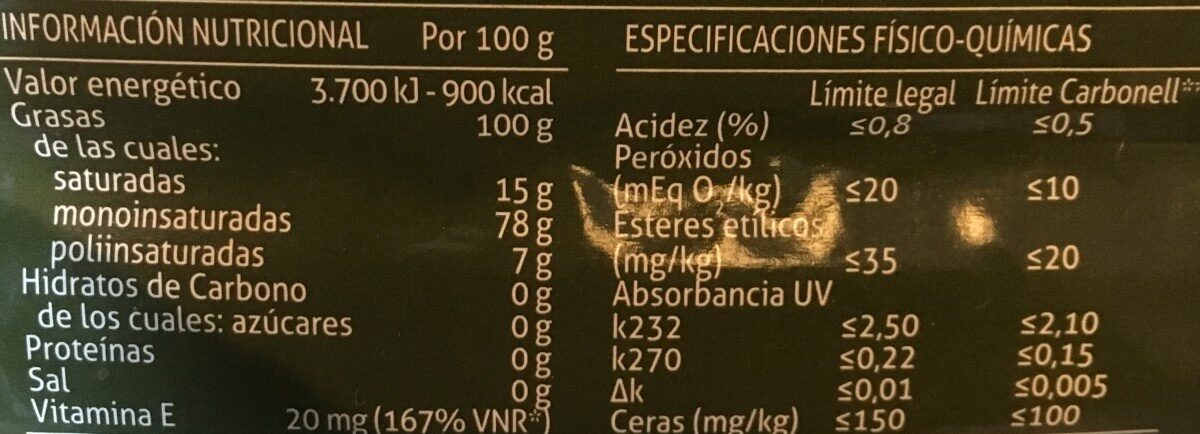 INFORMACIÓN NUTRICIONAL Por 100 g
Valor energético 3.700 kJ - 900 kcal
Grasas 100 g
de las cuales:
saturadas 15 g
monoinsaturadas 78 g
poliinsaturadas 7 g
Hidratos de Carbono 0 g
de los cuales: azúcares 0 g
Proteínas 0 g
Sal 0 g
Vitamina E 20 mg (167% VNR*)
ESPECIFICACIONES FÍSICO-QUÍMICAS
Límite legal Límite Carbonell**
Acidez (%) ≤0,8 ≤0,5
Peróxidos
(mEq O₂/kg) ≤20 ≤10
Esteres etílicos
(mg/kg) ≤35 ≤20
Absorbancia UV
k232 ≤2,50 ≤2,10
k270 ≤0,22 ≤0,15
Δk ≤0,01 ≤0,005
Ceras (mg/kg) ≤150 ≤100